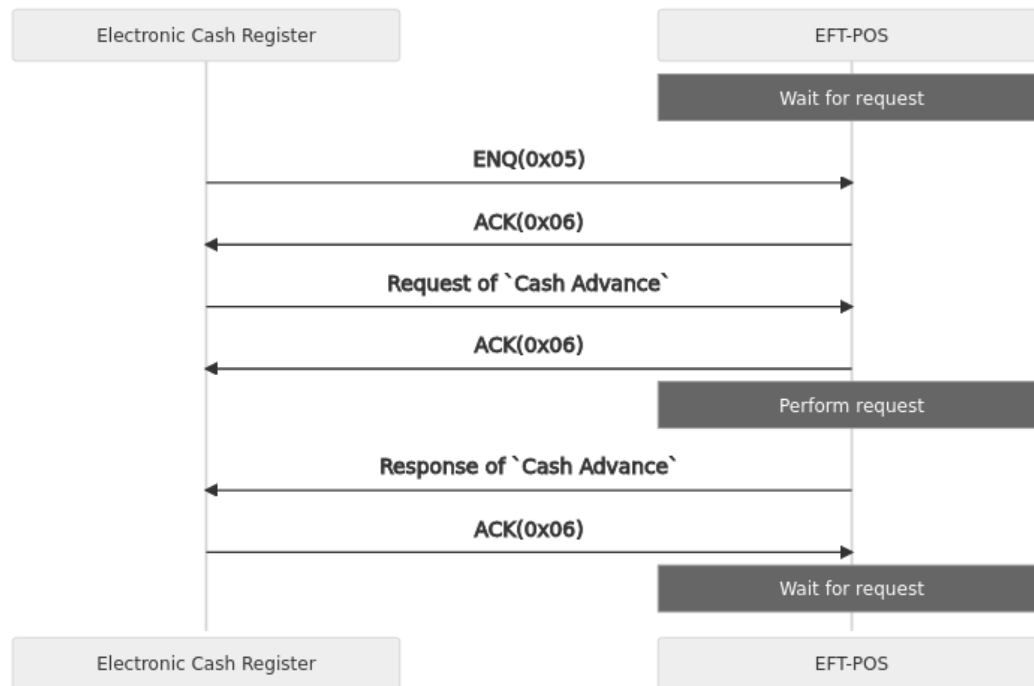 Electronic Cash Register
EFT-POS
Wait for request
ENQ(0x05)
ACK(0x06)
Request of `Cash Advance`
ACK(0x06)
Perform request
Response of `Cash Advance`
ACK(0x06)
Wait for request
Electronic Cash Register
EFT-POS